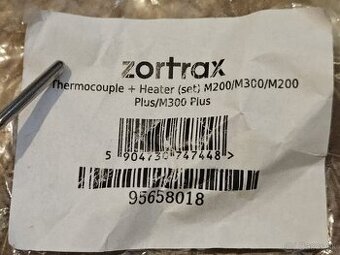 zortrax
Thermocouple + Heater (set) M200/M300/M200
Plus/M300 Plus
5 904730 747448 >
95658018